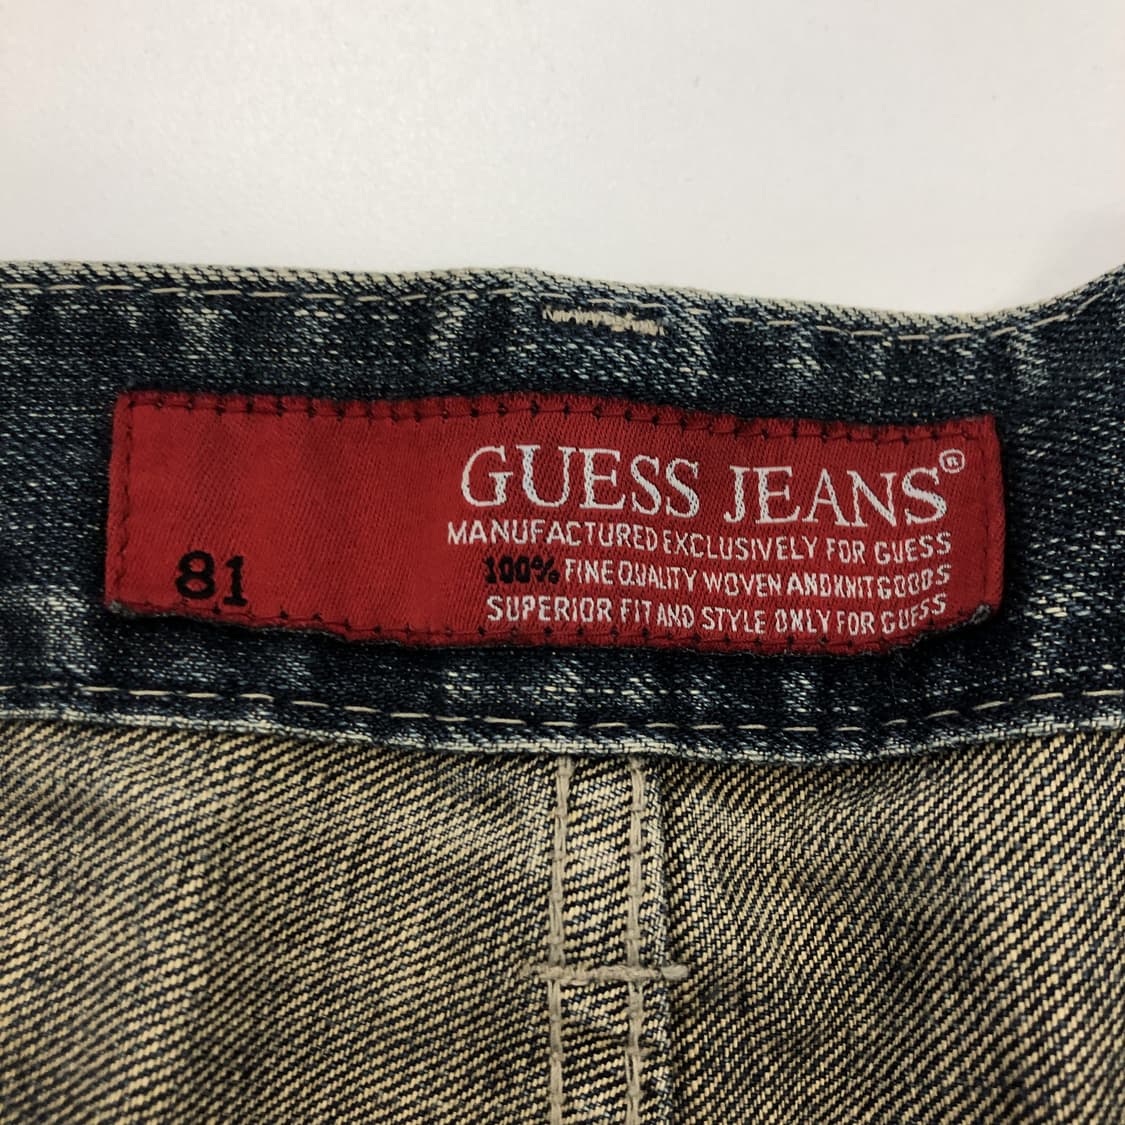 GUESS JEANS®
MANUFACTURED EXCLUSIVELY FOR GUESS
100% FINE QUALITY WOVEN AND KNIT GOODS
SUPERIOR FIT AND STYLE ONLY FOR GUESS
81